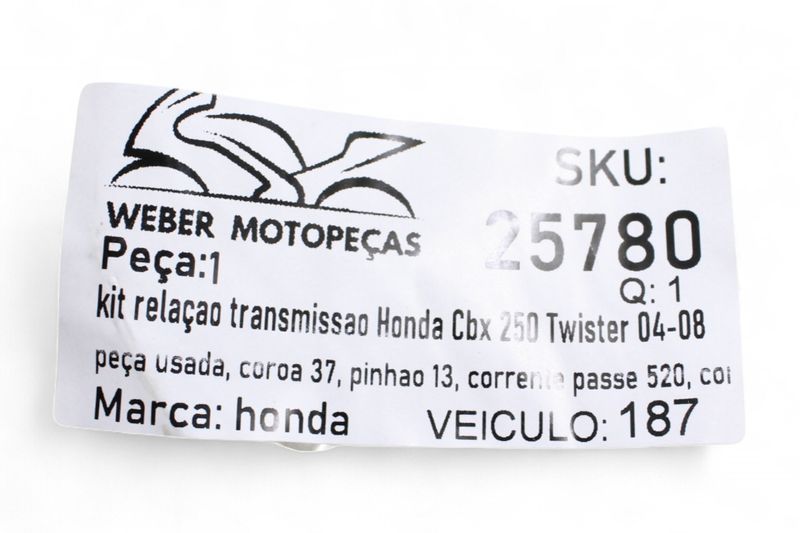 WEBER MOTOPEÇAS
SKU:
25780
Peça:1
Q: 1
kit relaçao transmissao Honda Cbx 250 Twister 04-08
peça usada, coroa 37, pinhao 13, corrente passe 520,
Marca: honda
VEICULO: 187